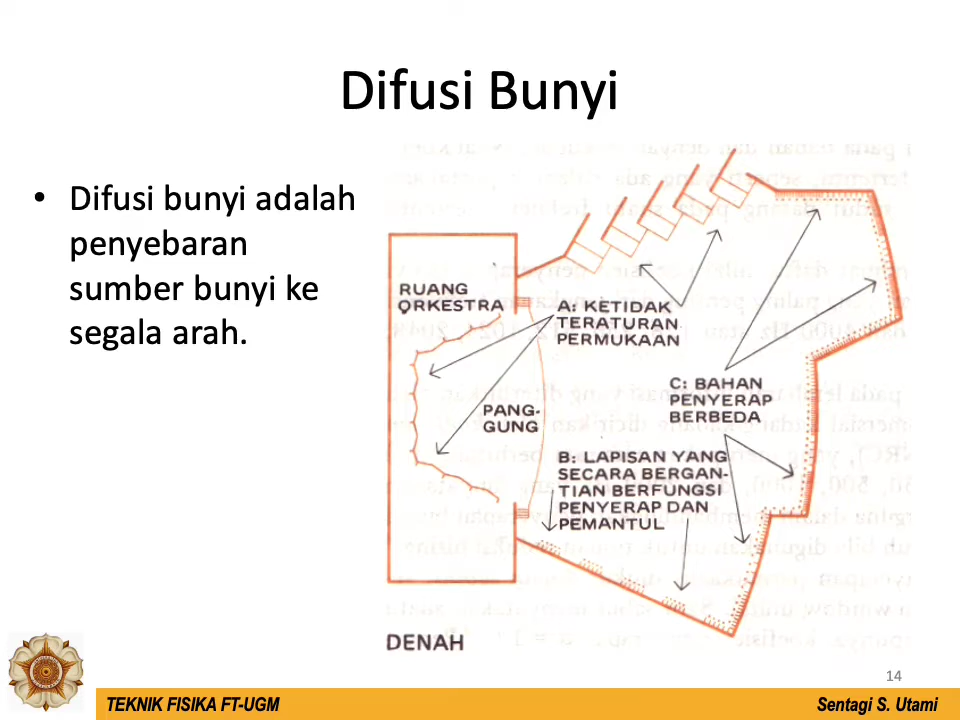 Difusi Bunyi
• Difusi bunyi adalah
penyebaran
sumber bunyi ke
segala arah.
RUANG
ORKESTRA
A: KETIDAK
TERATURAN
PERMUKAAN
C: BAHAN
PENYERAP
BERBEDA
PANG-
GUNG
B: LAPISAN YANG
SECARA BERGAN-
TIAN BERFUNGSI
PENYERAP DAN
PEMANTUL
DENAH
14
TEKNIK FISIKA FT-UGM
Sentagi S. Utami